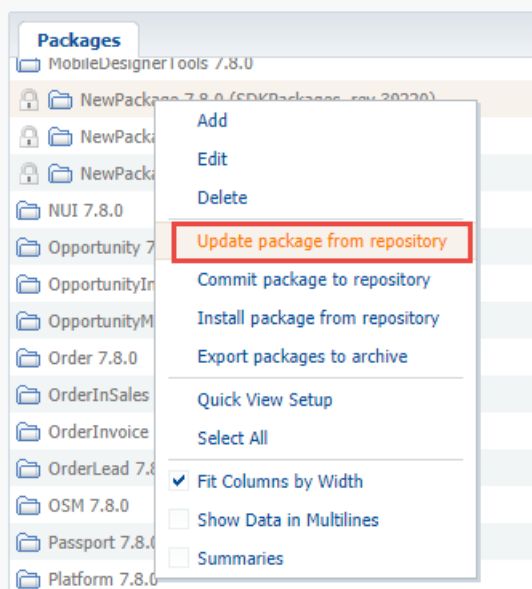 Packages
MobileDesignerTools 7.8.0
NewPackage 7.8.0 (SDKPackages, rev.39220)
NewPacka
NewPacka
NUI 7.8.0
Opportunity 7
OpportunityIn
OpportunityM
Order 7.8.0
OrderInSales
OrderInvoice
OrderLead 7.8
OSM 7.8.0
Passport 7.8.0
Platform 7.8.0
Add
Edit
Delete
Update package from repository
Commit package to repository
Install package from repository
Export packages to archive
Quick View Setup
Select All
Fit Columns by Width
Show Data in Multilines
Summaries